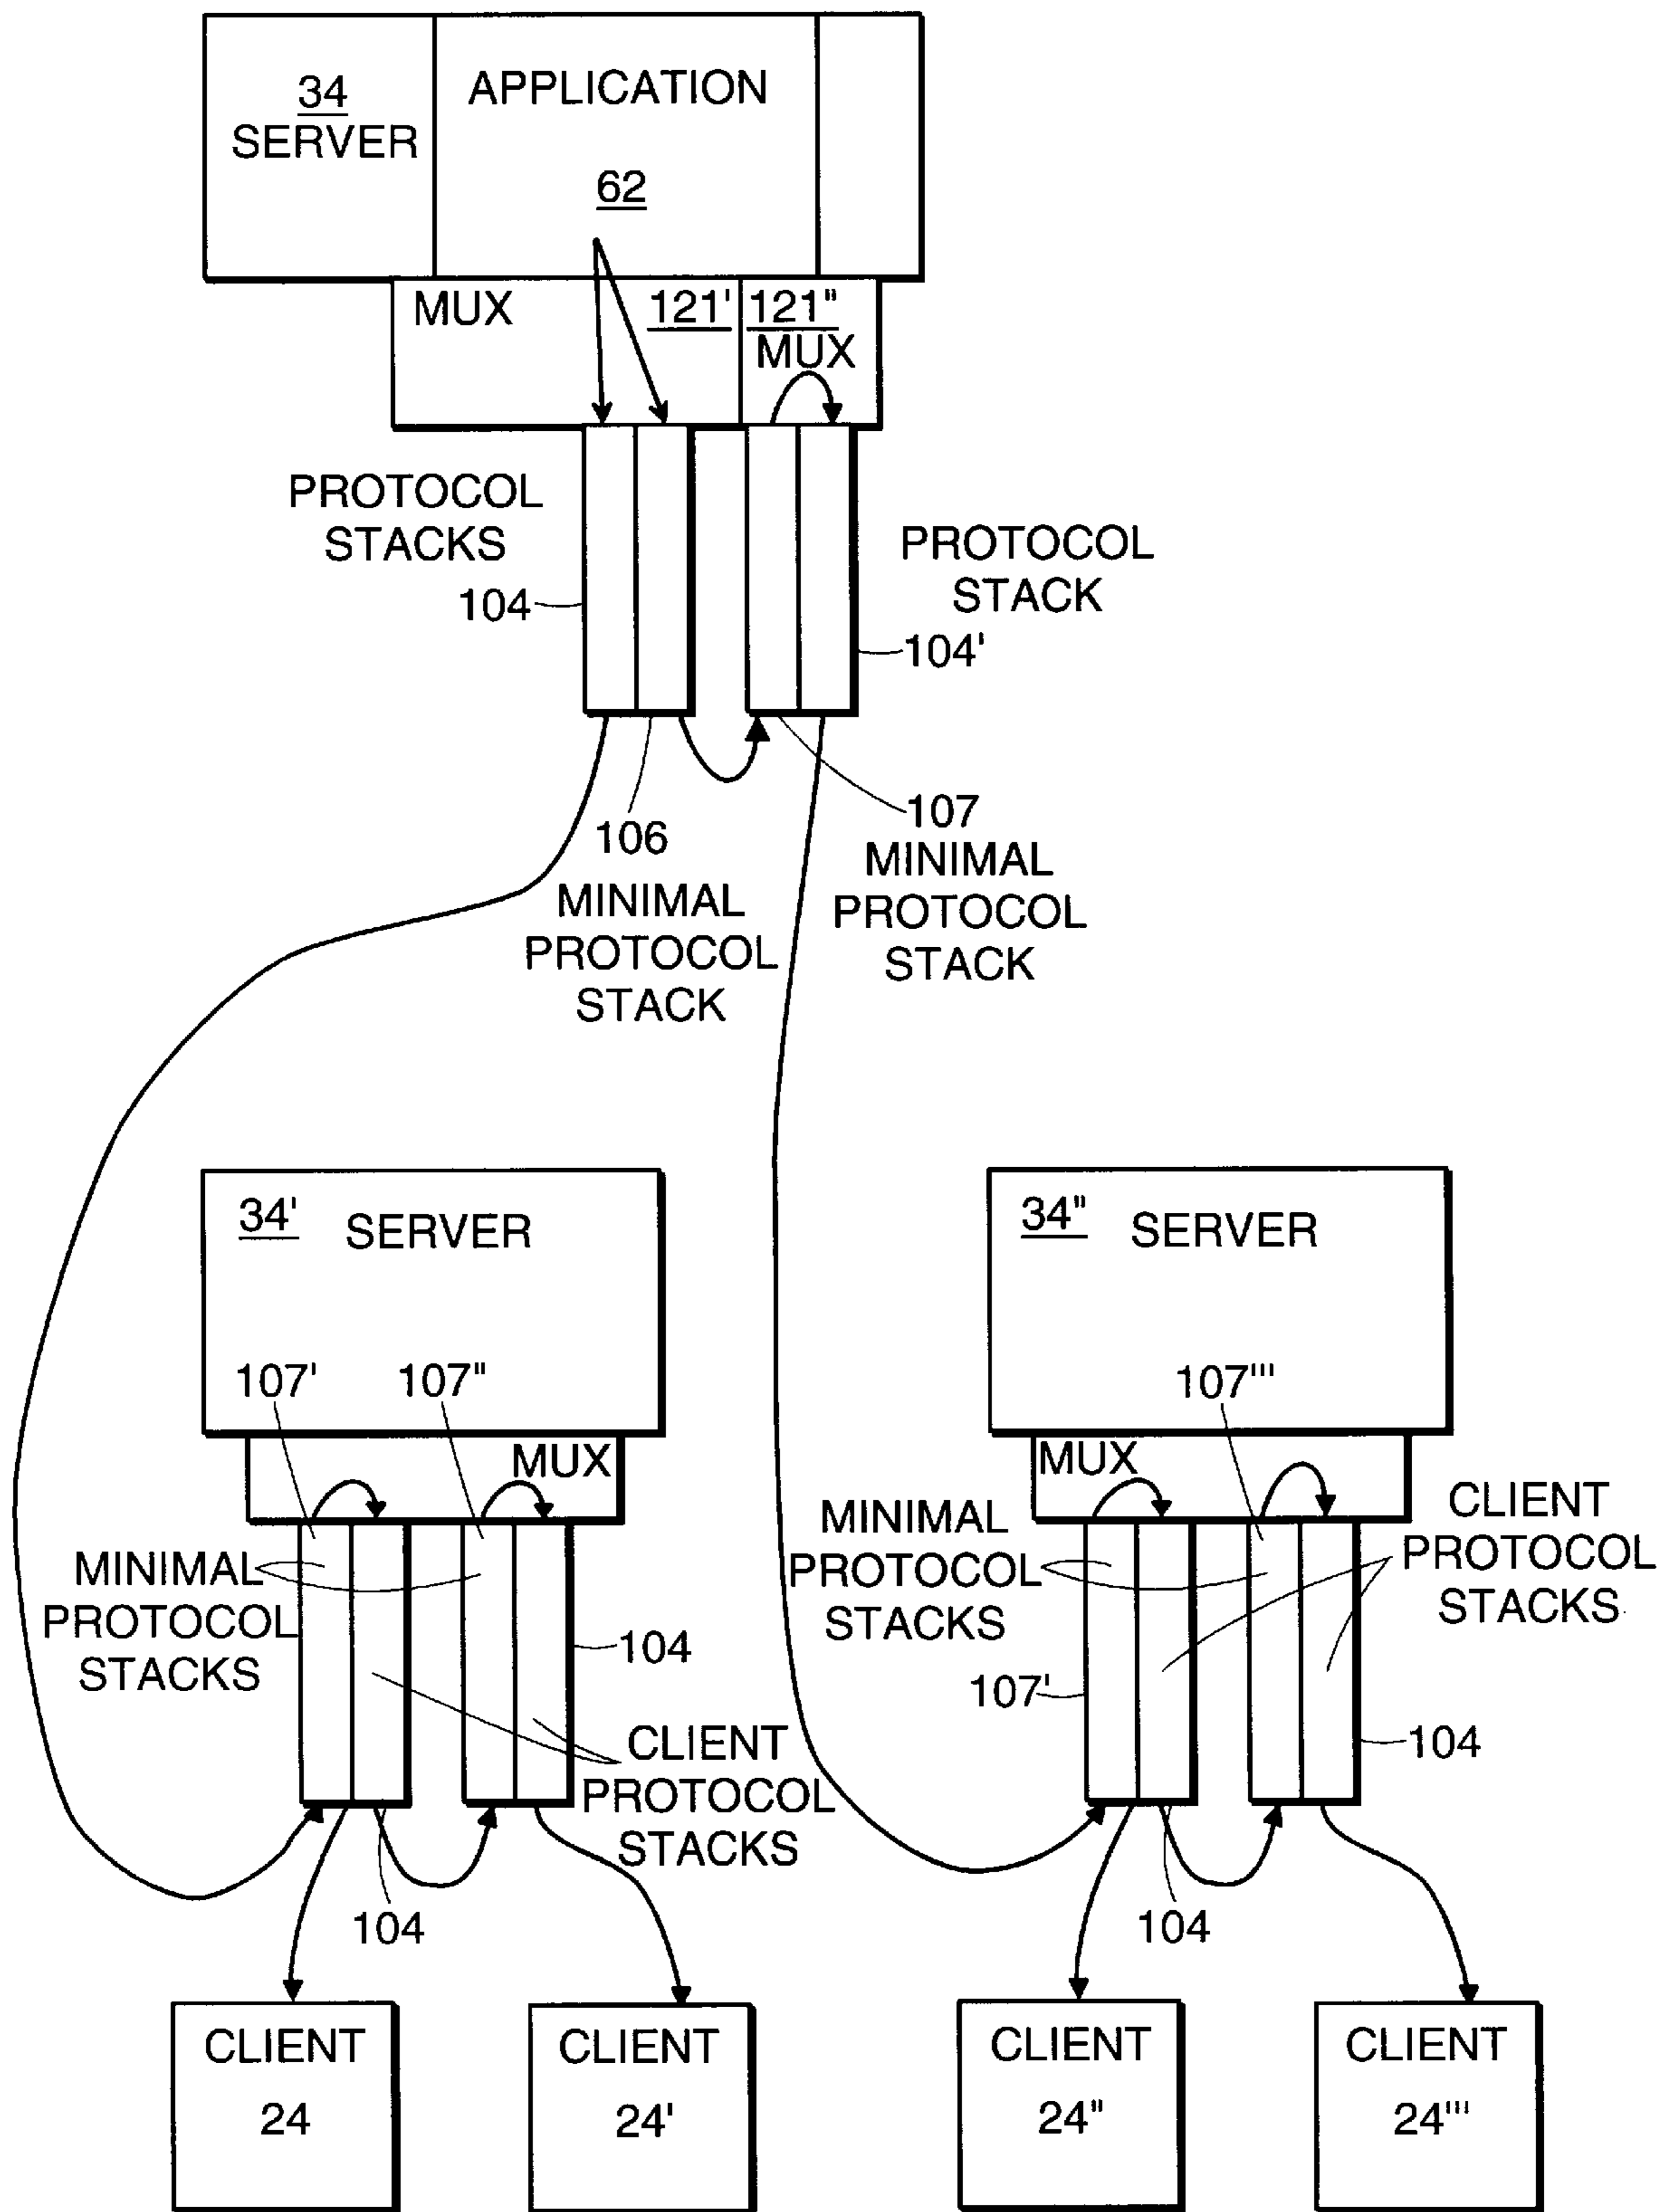 34
SERVER
APPLICATION
62
MUX
121'
121"
MUX
PROTOCOL
STACKS
104
PROTOCOL
STACK
104'
106
MINIMAL
PROTOCOL
STACK
107
MINIMAL
PROTOCOL
STACK
34'
SERVER
107'
107"
MUX
MINIMAL
PROTOCOL
STACKS
104
CLIENT
PROTOCOL
STACKS
104
34"
SERVER
107'''
MUX
MINIMAL
PROTOCOL
STACKS
107'
CLIENT
PROTOCOL
STACKS
104
104
CLIENT
24
CLIENT
24'
CLIENT
24"
CLIENT
24'''